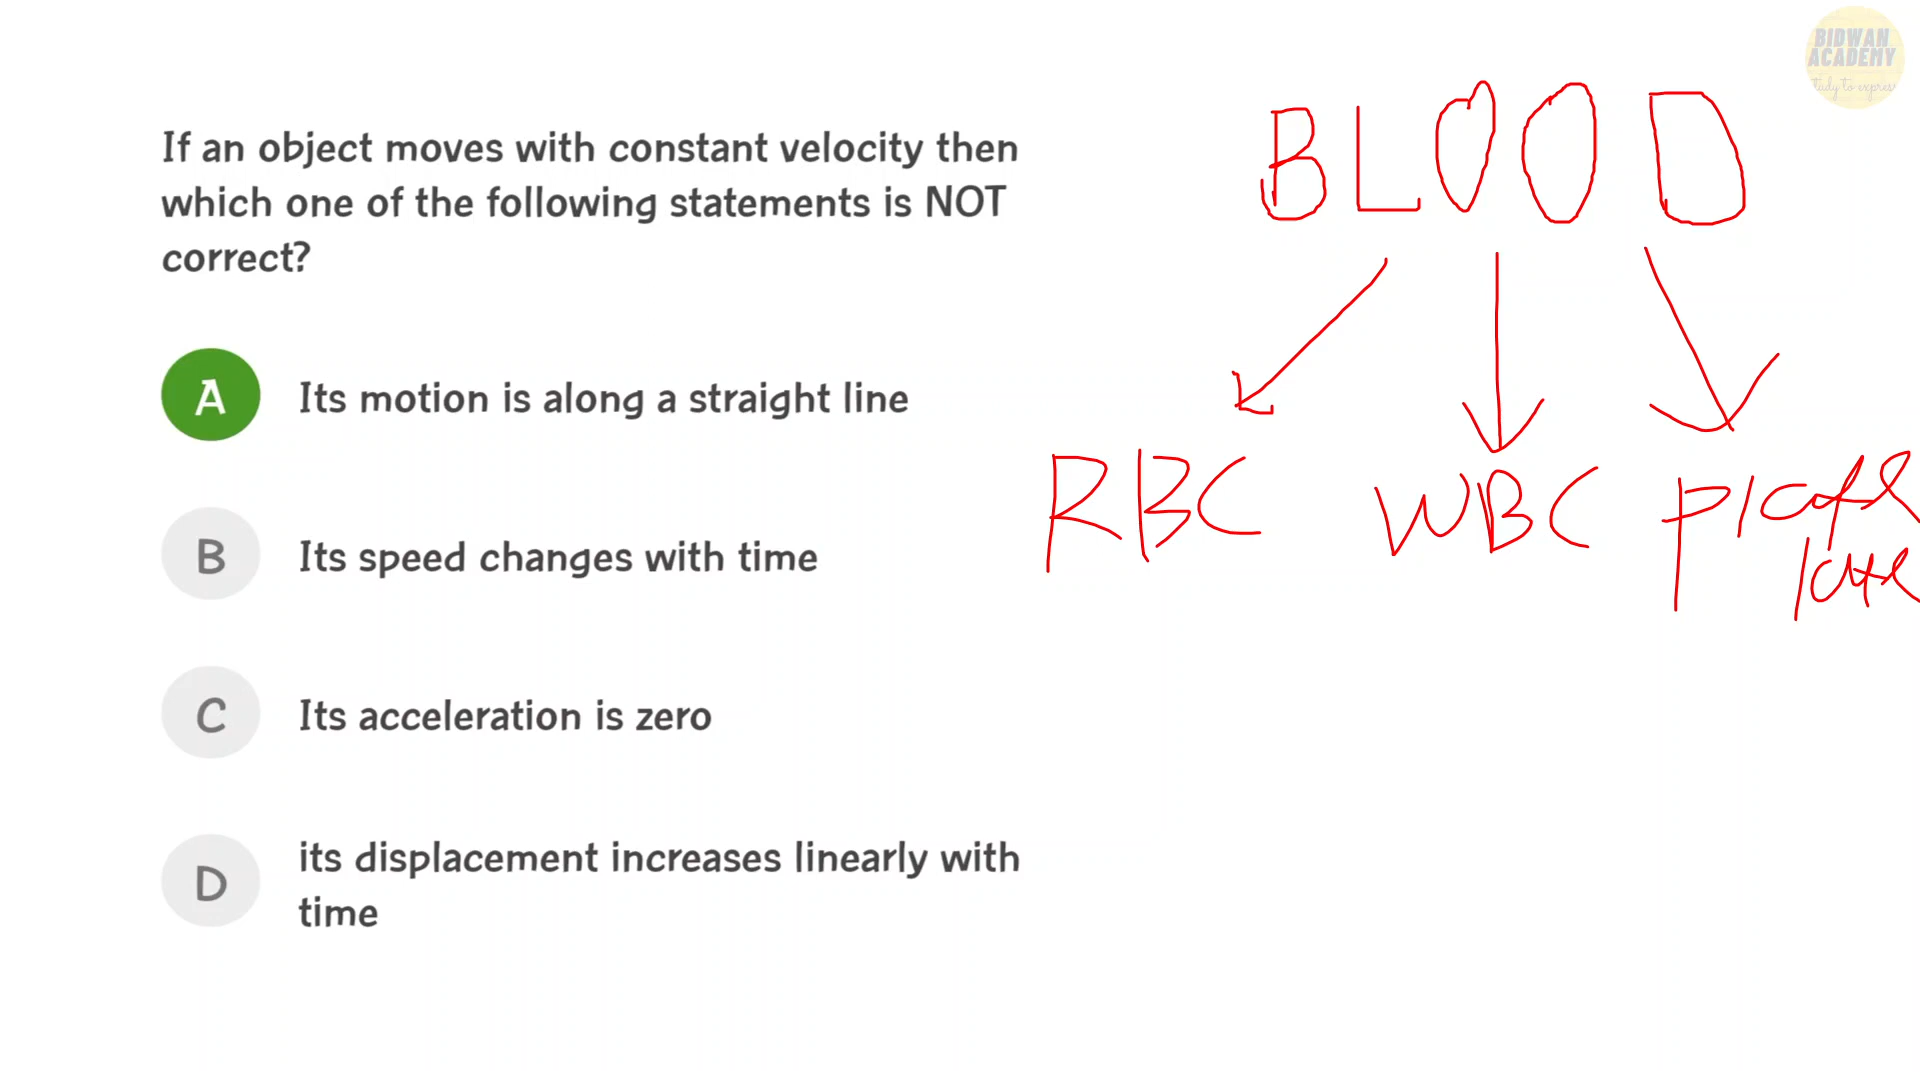 BIDWAN
ACADEMY
If an object moves with constant velocity then
which one of the following statements is NOT
correct?
A Its motion is along a straight line
B Its speed changes with time
C Its acceleration is zero
D its displacement increases linearly with
time
BLOOD
RBC WBC